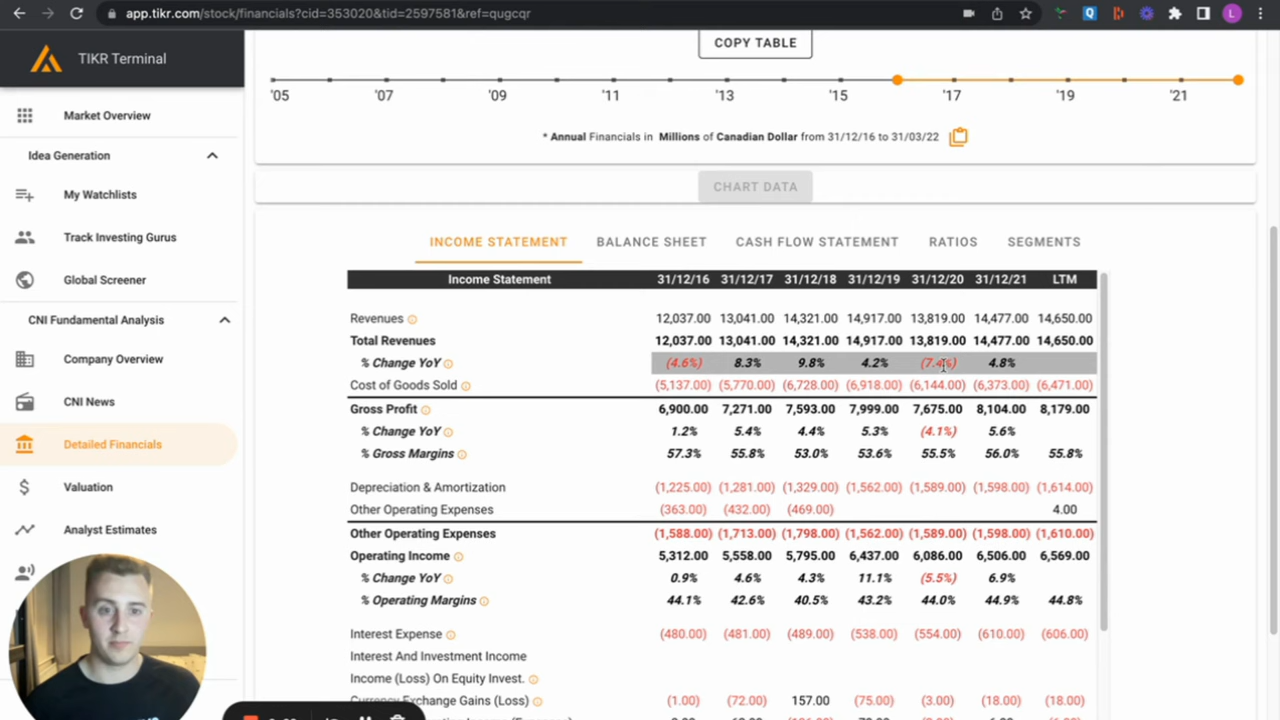 app.tikr.com/stock/financials?cid=353020&tid=2597581&ref=qugcqr
L
TIKR Terminal
COPY TABLE
'05 '07 '09 '11 '13 '15 '17 '19 '21
Market Overview
* Annual Financials in Millions of Canadian Dollar from 31/12/16 to 31/03/22
Idea Generation
CHART DATA
My Watchlists
Track Investing Gurus
INCOME STATEMENT BALANCE SHEET CASH FLOW STATEMENT RATIOS SEGMENTS
Global Screener
Income Statement 31/12/16 31/12/17 31/12/18 31/12/19 31/12/20 31/12/21 LTM
CNI Fundamental Analysis
Revenues 12,037.00 13,041.00 14,321.00 14,917.00 13,819.00 14,477.00 14,650.00
Total Revenues 12,037.00 13,041.00 14,321.00 14,917.00 13,819.00 14,477.00 14,650.00
Company Overview
% Change YoY (4.6%) 8.3% 9.8% 4.2% (7.4%) 4.8%
Cost of Goods Sold (5,137.00) (5,770.00) (6,728.00) (6,918.00) (6,144.00) (6,373.00) (6,471.00)
CNI News
Gross Profit 6,900.00 7,271.00 7,593.00 7,999.00 7,675.00 8,104.00 8,179.00
% Change YoY 1.2% 5.4% 4.4% 5.3% (4.1%) 5.6%
Detailed Financials
% Gross Margins 57.3% 55.8% 53.0% 53.6% 55.5% 56.0% 55.8%
Valuation
Depreciation & Amortization (1,225.00) (1,281.00) (1,329.00) (1,562.00) (1,589.00) (1,598.00) (1,614.00)
Other Operating Expenses (363.00) (432.00) (469.00) 4.00
Analyst Estimates
Other Operating Expenses (1,588.00) (1,713.00) (1,798.00) (1,562.00) (1,589.00) (1,598.00) (1,610.00)
Operating Income 5,312.00 5,558.00 5,795.00 6,437.00 6,086.00 6,506.00 6,569.00
% Change YoY 0.9% 4.6% 4.3% 11.1% (5.5%) 6.9%
% Operating Margins 44.1% 42.6% 40.5% 43.2% 44.0% 44.9% 44.8%
Interest Expense (480.00) (481.00) (489.00) (538.00) (554.00) (610.00) (606.00)
Interest And Investment Income
Income (Loss) On Equity Invest.
Currency Exchange Gains (Loss) (1.00) (72.00) 157.00 (75.00) (3.00) (18.00) (18.00)